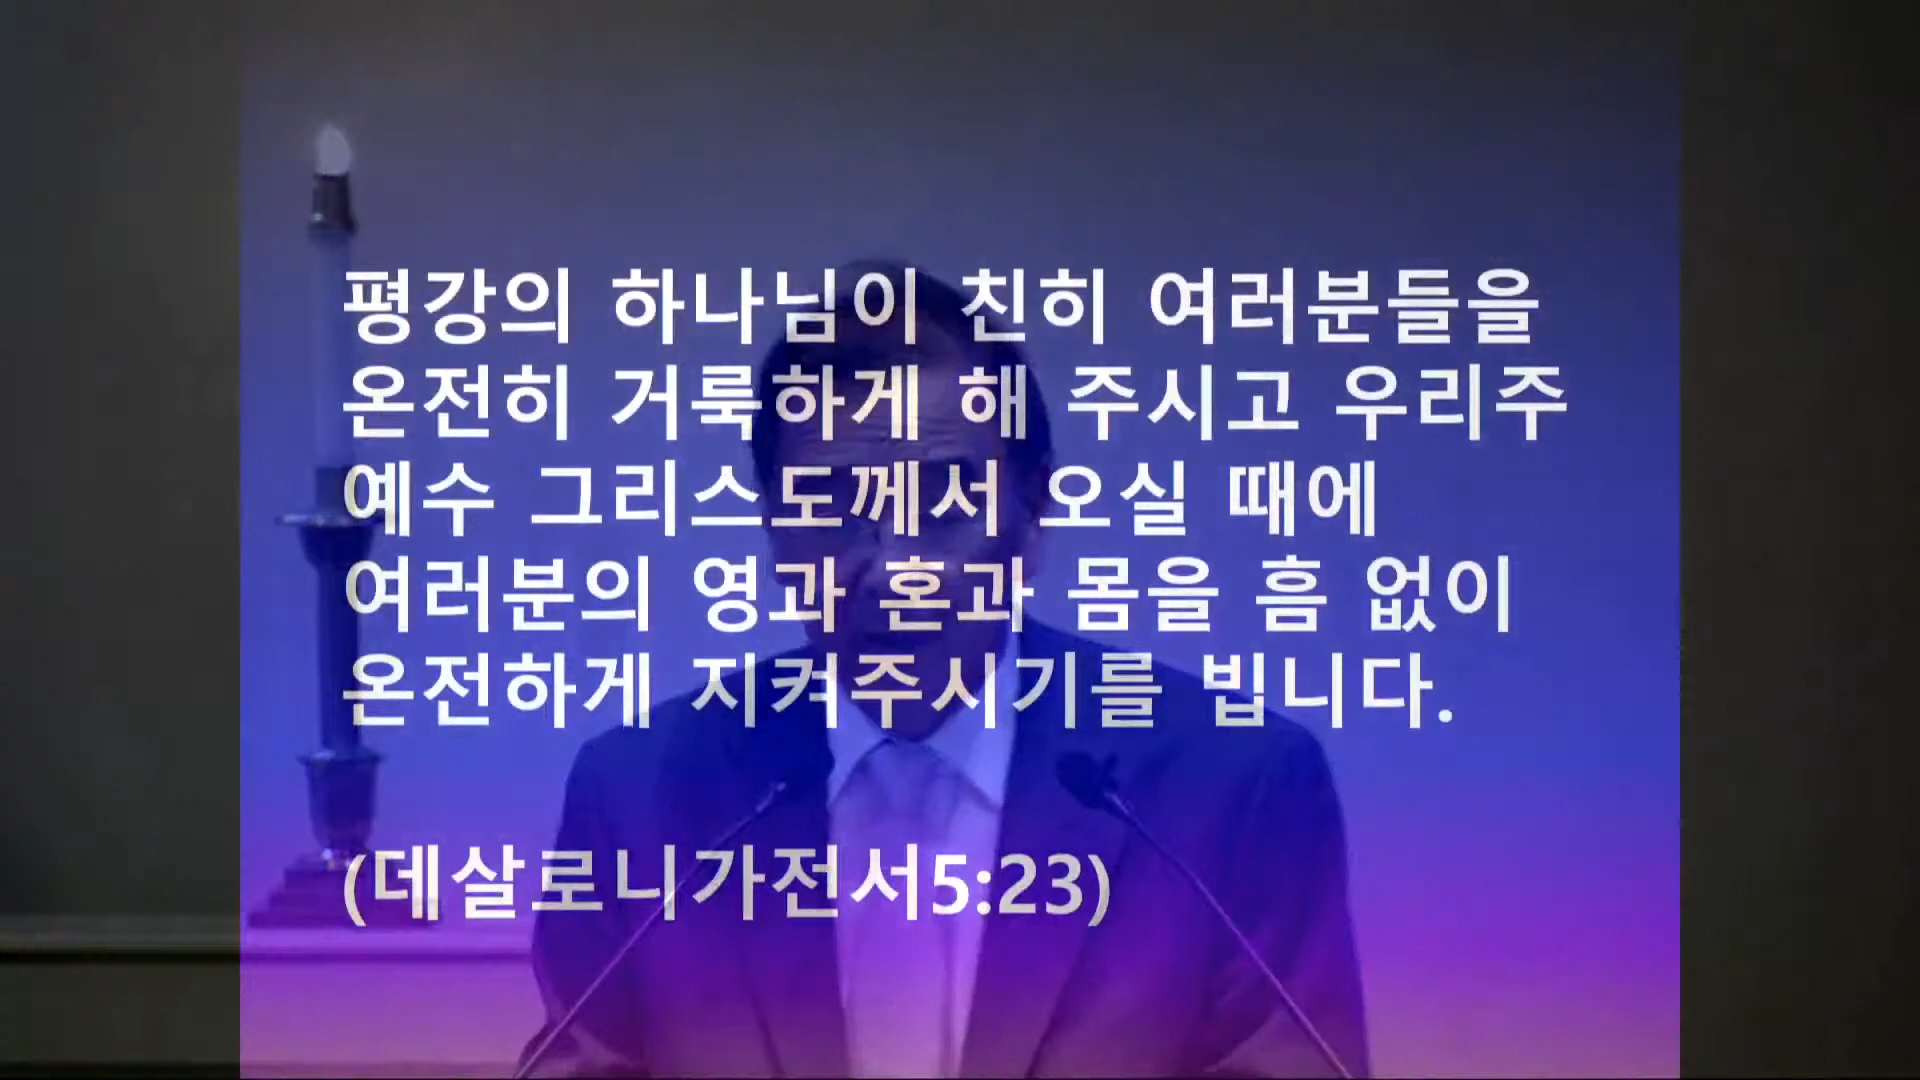 평강의 하나님이 친히 여러분들을
온전히 거룩하게 해 주시고 우리주
예수 그리스도께서 오실 때에
여러분의 영과 혼과 몸을 흠 없이
온전하게 지켜주시기를 빕니다.
(데살로니가전서5:23)